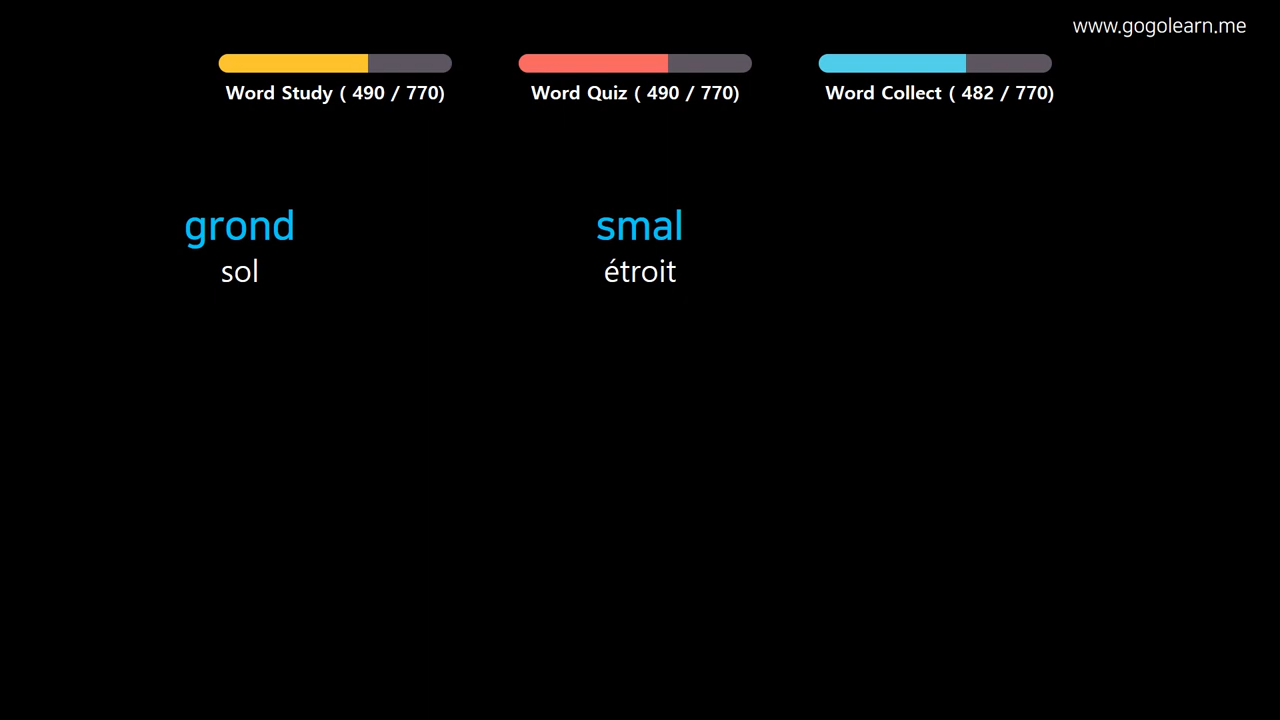 www.gogolearn.me
Word Study ( 490 / 770)
Word Quiz ( 490 / 770)
Word Collect ( 482 / 770)
grond
sol
smal
étroit